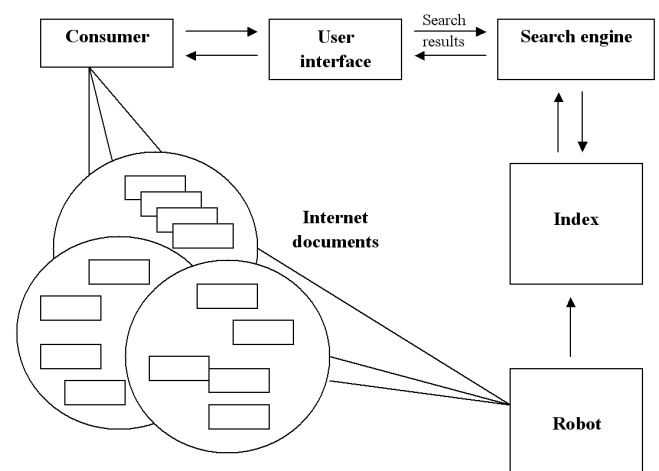 Consumer
User
interface
Search
results
Search engine
Internet
documents
Index
Robot